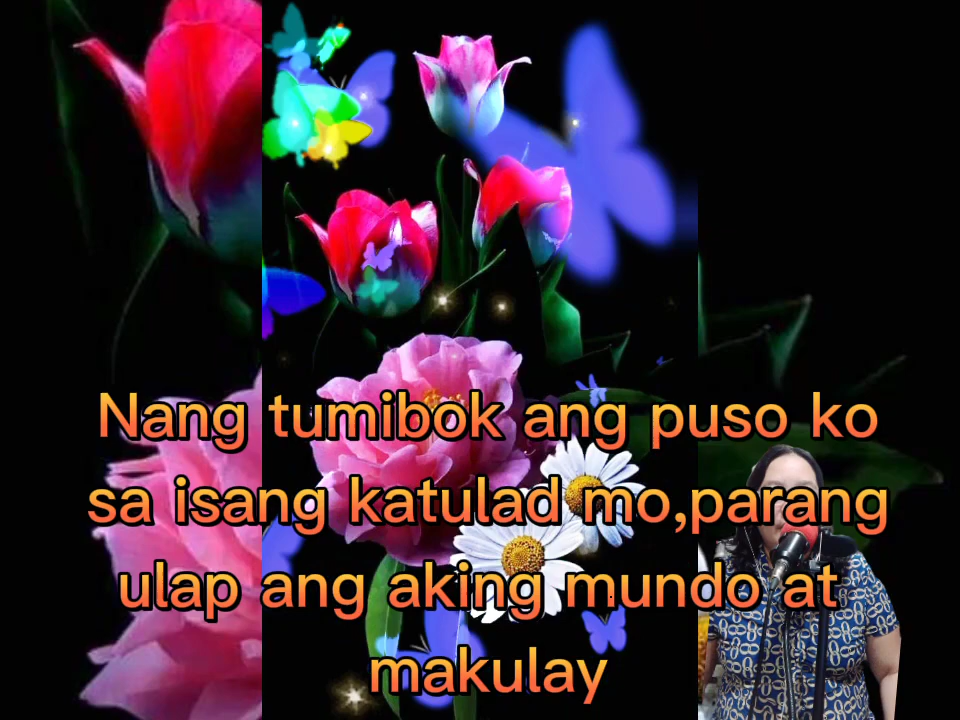 Nang tumibok ang puso ko
sa isang katulad mo,parang
ulap ang aking mundo at
makulay